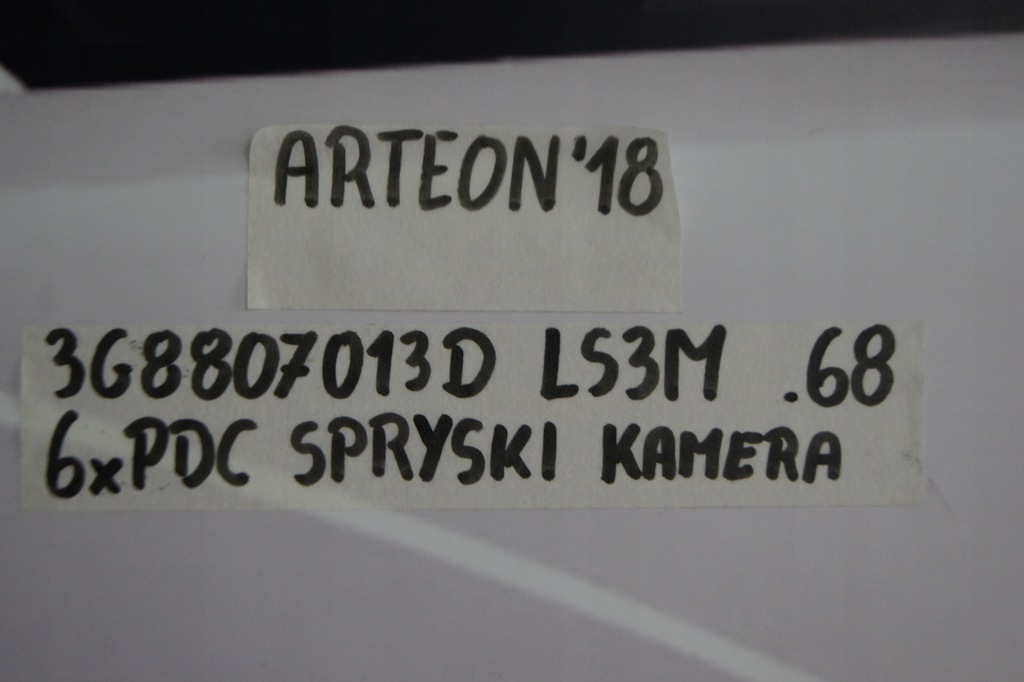 ARTEON'18
3G8807013D LS3M .68
6xPDC SPRYSKI KAMERA